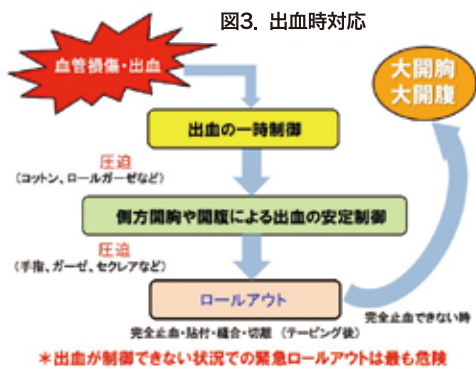 図3. 出血時対応
血管損傷・出血
大開胸
大開腹
出血の一時制御
圧迫
(コットン、ロールガーゼなど)
側方開胸や開腹による出血の安定制御
圧迫
(手指、ガーゼ、セクレアなど)
ロールアウト
完全止血できない時
完全止血・貼付・縫合・切離 (テーピング後)
*出血が制御できない状況での緊急ロールアウトは最も危険